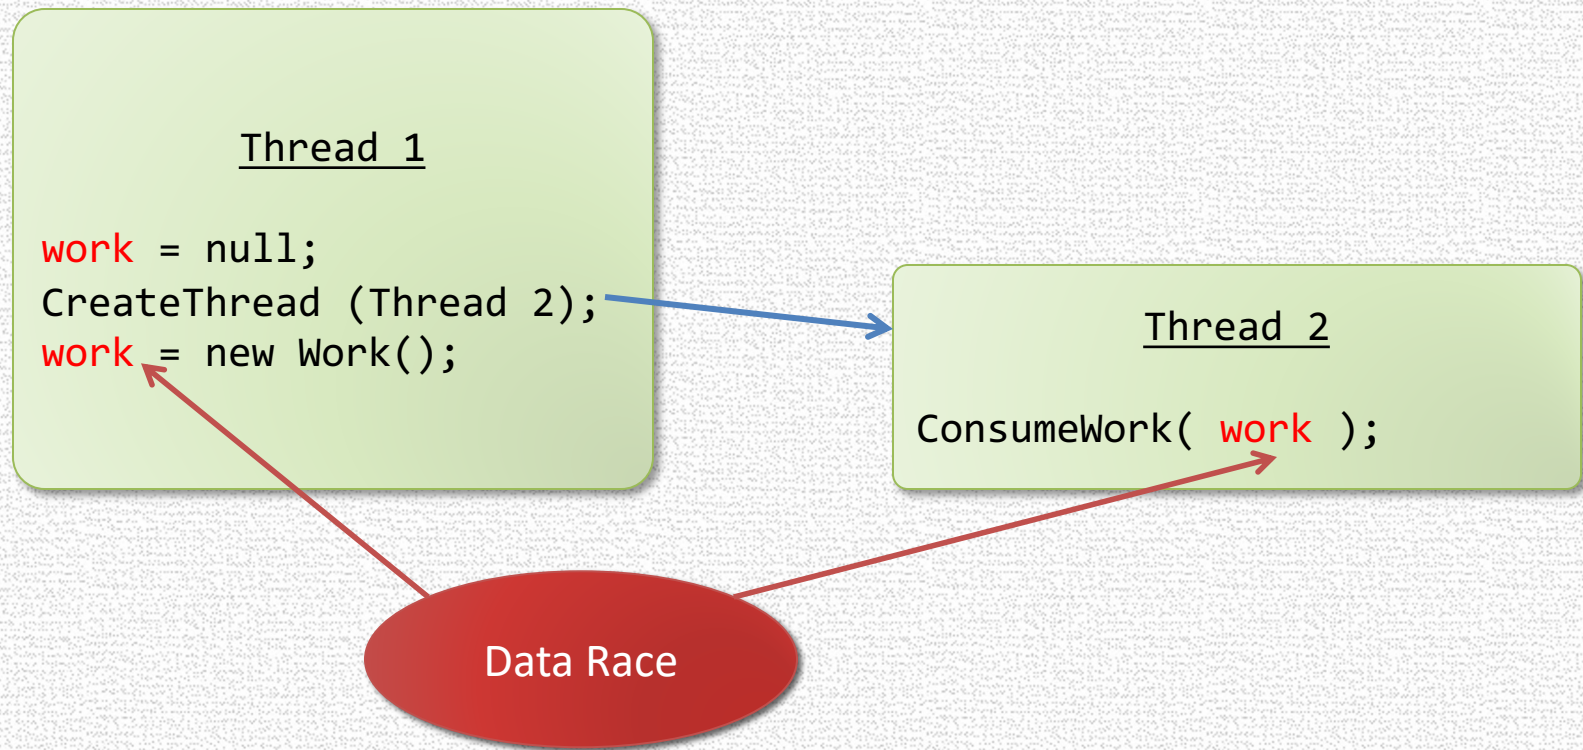 Thread 1
work = null;
CreateThread (Thread 2);
work = new Work();
Thread 2
ConsumeWork( work );
Data Race